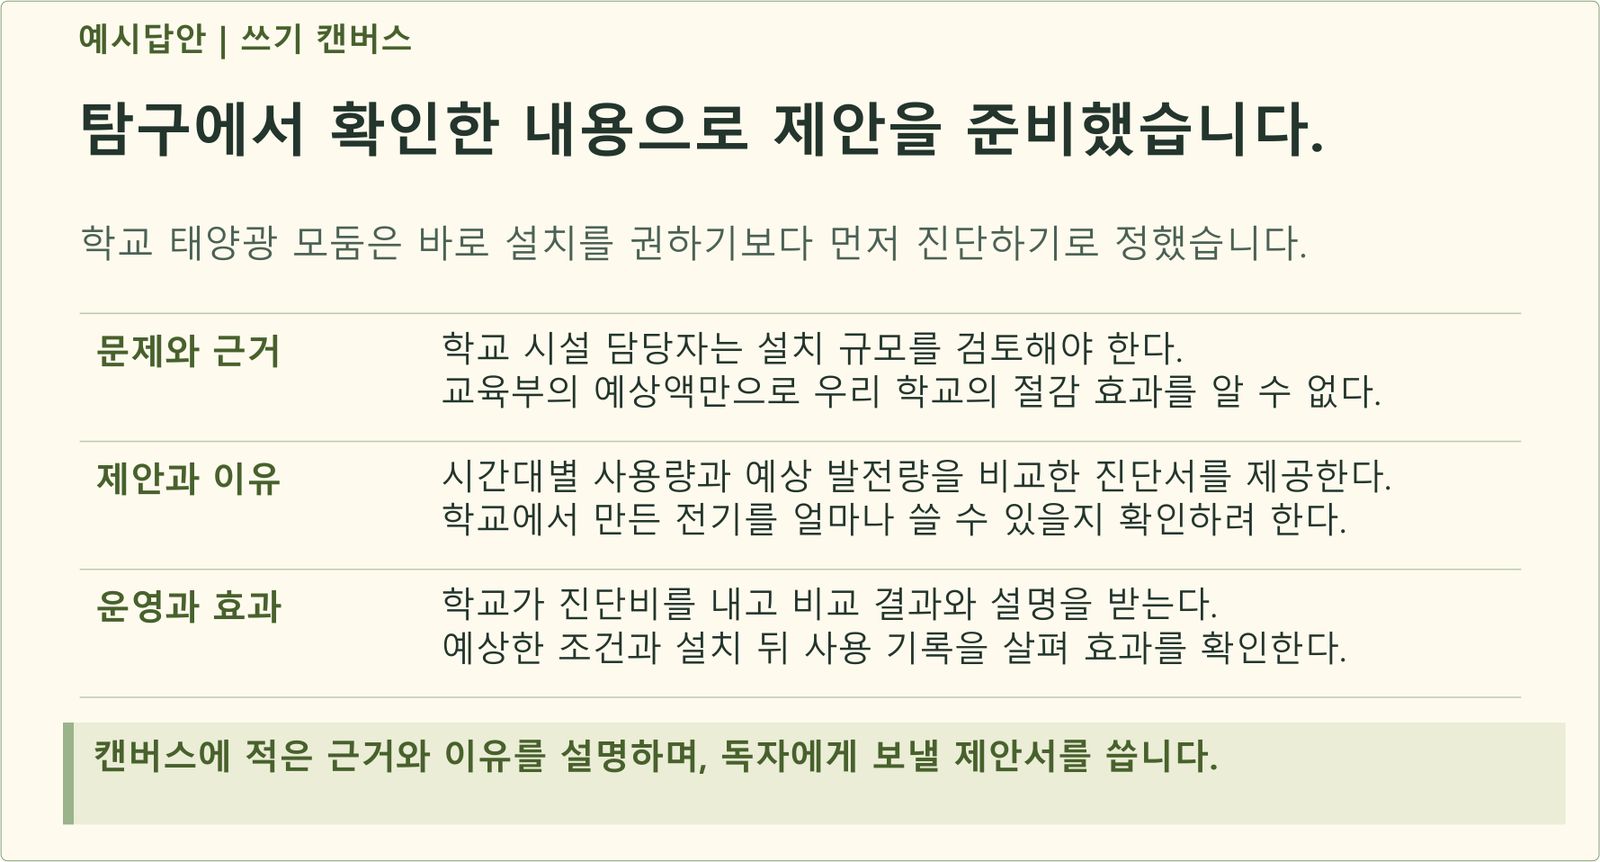 예시답안 | 쓰기 캔버스
탐구에서 확인한 내용으로 제안을 준비했습니다.
학교 태양광 모둠은 바로 설치를 권하기보다 먼저 진단하기로 정했습니다.
문제와 근거
학교 시설 담당자는 설치 규모를 검토해야 한다.
교육부의 예상액만으로 우리 학교의 절감 효과를 알 수 없다.
제안과 이유
시간대별 사용량과 예상 발전량을 비교한 진단서를 제공한다.
학교에서 만든 전기를 얼마나 쓸 수 있을지 확인하려 한다.
운영과 효과
학교가 진단비를 내고 비교 결과와 설명을 받는다.
예상한 조건과 설치 뒤 사용 기록을 살펴 효과를 확인한다.
캔버스에 적은 근거와 이유를 설명하며, 독자에게 보낼 제안서를 씁니다.